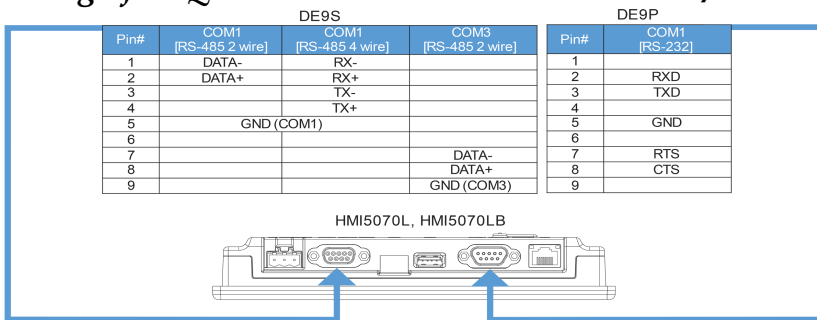 DE9S
Pin# COM1 [RS-485 2 wire] COM1 [RS-485 4 wire] COM3 [RS-485 2 wire]
1 DATA- RX-
2 DATA+ RX+
3 TX-
4 TX+
5 GND (COM1)
6
7 DATA-
8 DATA+
9 GND (COM3)
DE9P
Pin# COM1 [RS-232]
1
2 RXD
3 TXD
4
5 GND
6
7 RTS
8 CTS
9
HMI5070L, HMI5070LB